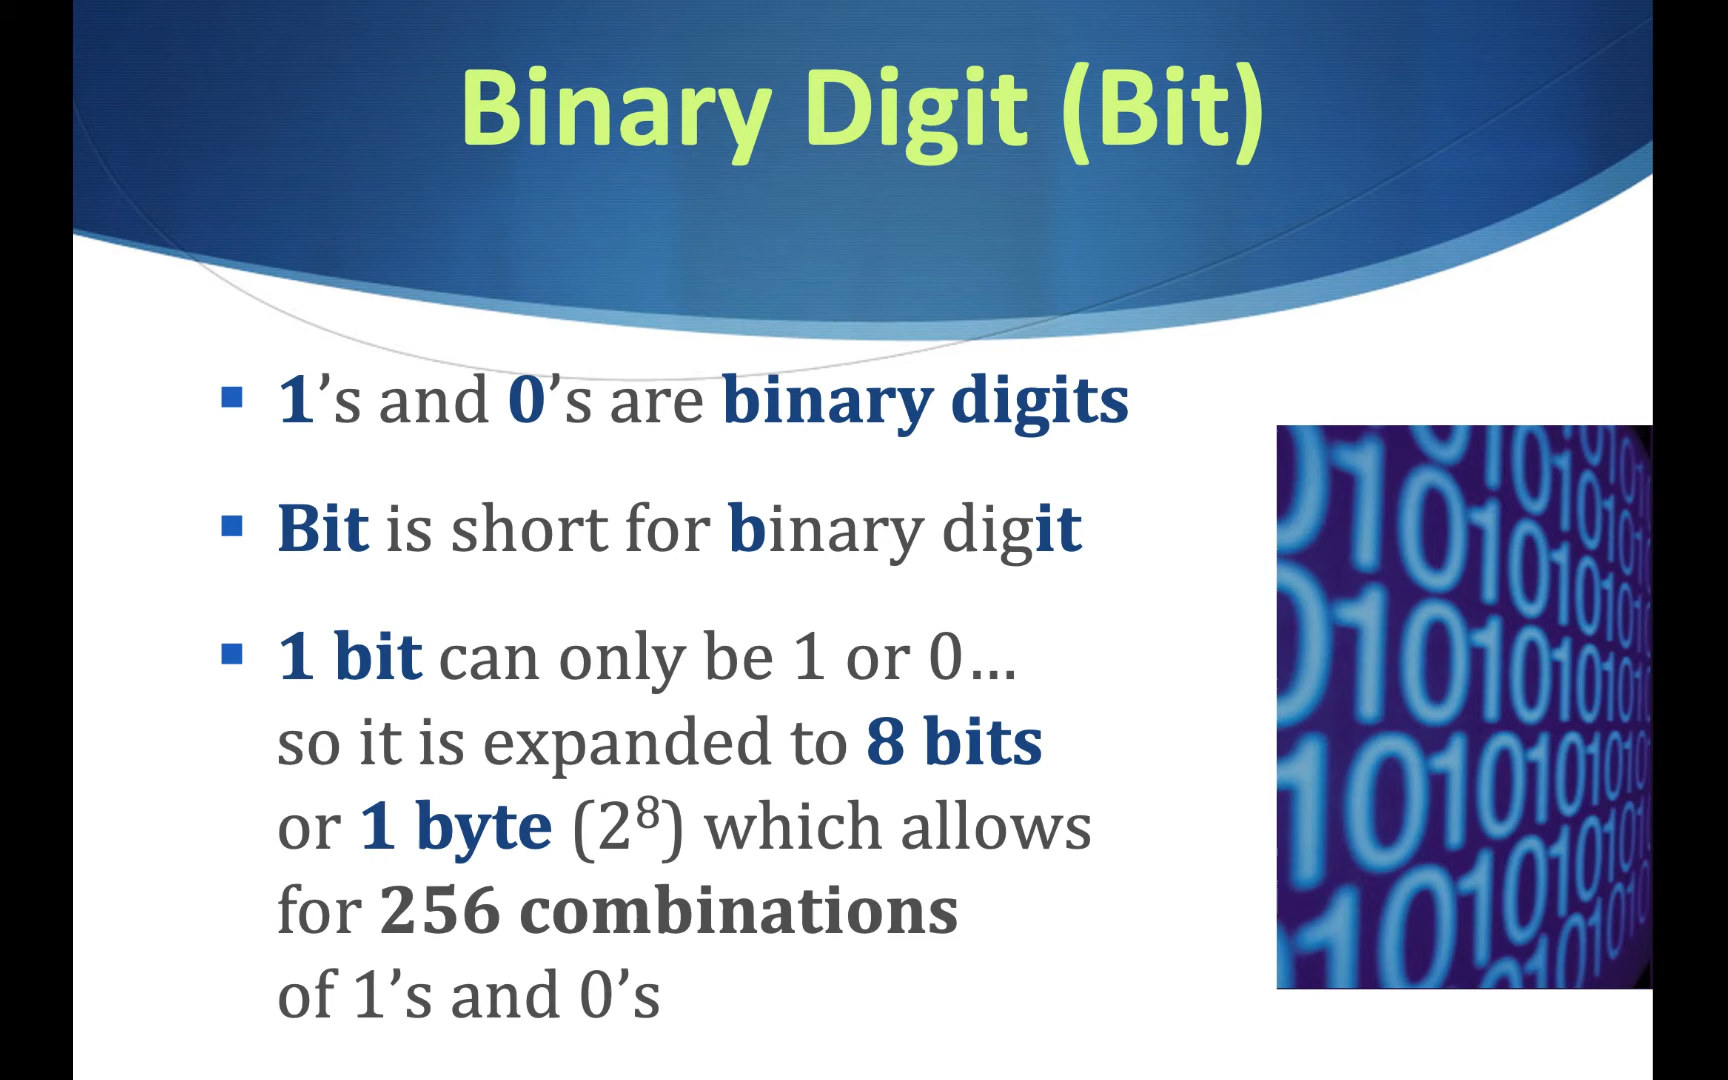 Binary Digit (Bit)
1’s and 0’s are binary digits
Bit is short for binary digit
1 bit can only be 1 or 0…
so it is expanded to 8 bits
or 1 byte (2⁸) which allows
for 256 combinations
of 1’s and 0’s